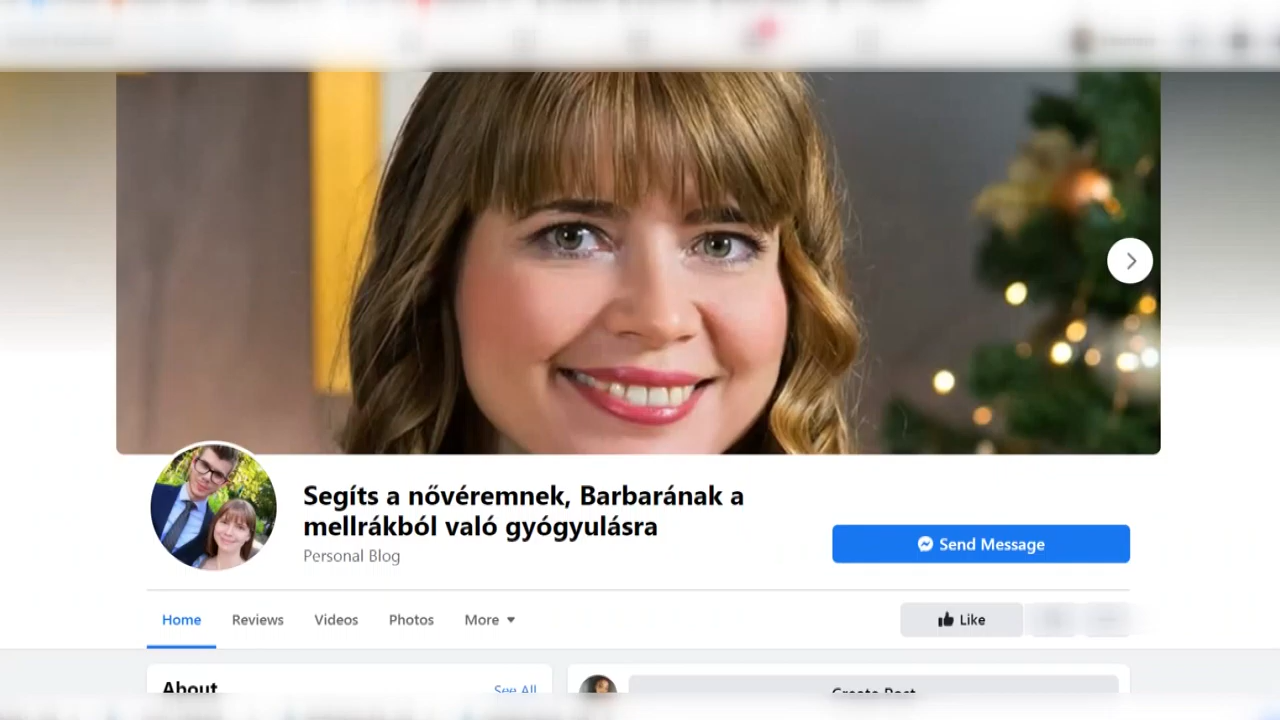 Segíts a nővéremnek, Barbarának a
mellrákból való gyógyulásra
Personal Blog
Send Message
Home Reviews Videos Photos More
Like
About See All
Create Post